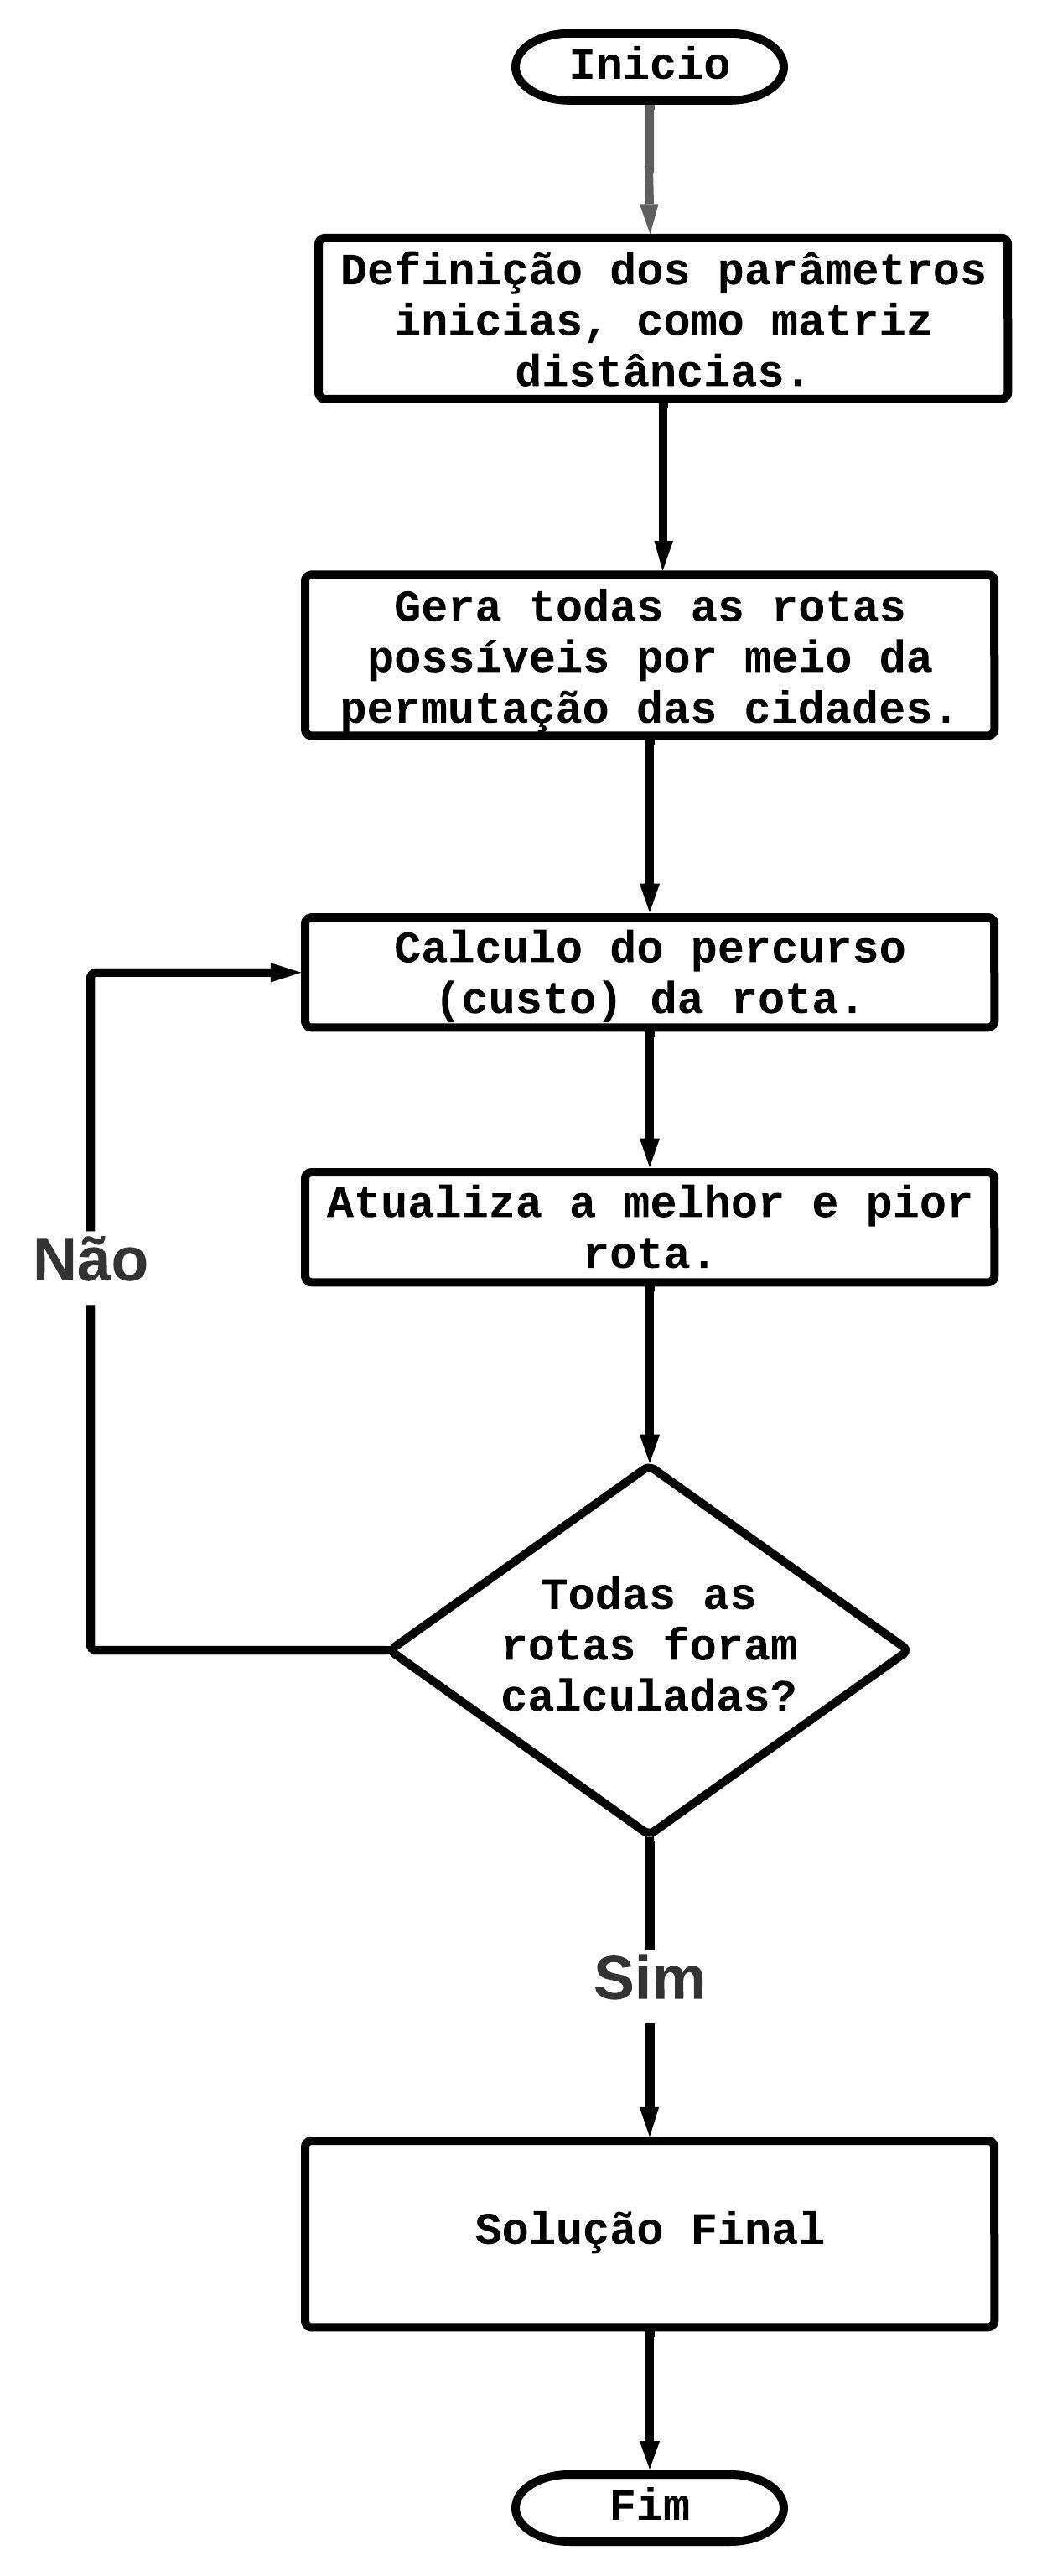 Inicio
Definição dos parâmetros
inicias, como matriz
distâncias.
Gera todas as rotas
possíveis por meio da
permutação das cidades.
Calculo do percurso
(custo) da rota.
Atualiza a melhor e pior
rota.
Não
Todas as
rotas foram
calculadas?
Sim
Solução Final
Fim